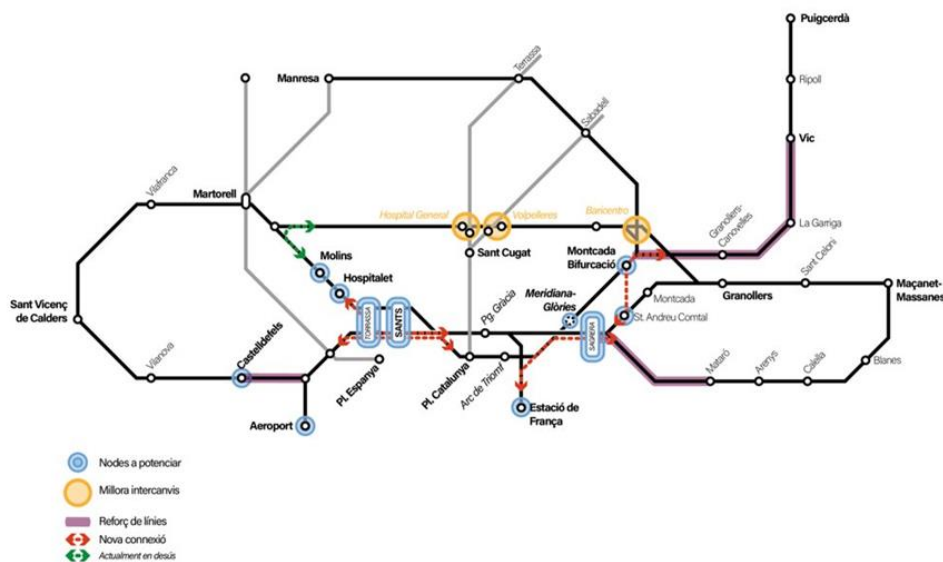 Puigcerdà
Terrassa
Manresa
Ripoll
Sabadell
Vic
Vilafranca
Martorell
Hospital General
Volpelleres
Baricentro
Granollers-
Canovelles
La Garriga
Sant Cugat
Montcada
Bifurcació
Molins
Hospitalet
Sant Celoni
Sant Vicenç
de Calders
Meridiana-
Glòries
Montcada
Granollers
Maçanet-
Massanes
TORRASSA
SANTS
Pg. Gràcia
St. Andreu Comtal
SAGRERA
Castelldefels
Vilanova
Pl. Espanya
Pl. Catalunya
Arc de Triomf
Mataró
Arenys
Calella
Blanes
Aeroport
Estació de
França
Nodes a potenciar
Millora intercanvis
Reforç de línies
Nova connexió
Actualment en desús